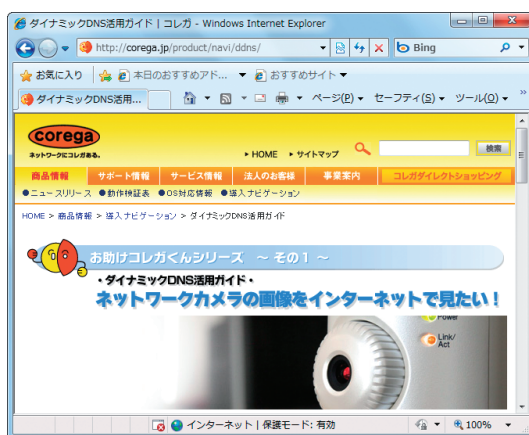 ダイナミックDNS活用ガイド | コレガ - Windows Internet Explorer
http://corega.jp/product/navi/ddns/
Bing
お気に入り 本日のおすすめアド... おすすめサイト
ダイナミックDNS活用... ページ(P) セーフティ(S) ツール(O) »
corega
ネットワークにコレがある。
HOME サイトマップ 検索
商品情報 サポート情報 サービス情報 法人のお客様 事業案内 コレガダイレクトショッピング
●ニュースリリース ●動作検証表 ●OS対応情報 ●導入ナビゲーション
HOME > 商品情報 > 導入ナビゲーション > ダイナミックDNS活用ガイド
お助けコレガくんシリーズ ~ その1 ~
・ダイナミックDNS活用ガイド・
ネットワークカメラの画像をインターネットで見たい!
Power
Link/
Act
インターネット | 保護モード: 有効 100%